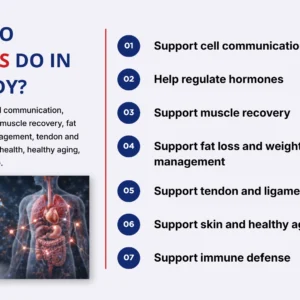 O
S DO IN
DY?
l communication,
muscle recovery, fat
agement, tendon and
health, healthy aging,
01 Support cell communicatio
02 Help regulate hormones
03 Support muscle recovery
04 Support fat loss and weight
management
05 Support tendon and ligame
06 Support skin and healthy ag
07 Support immune defense